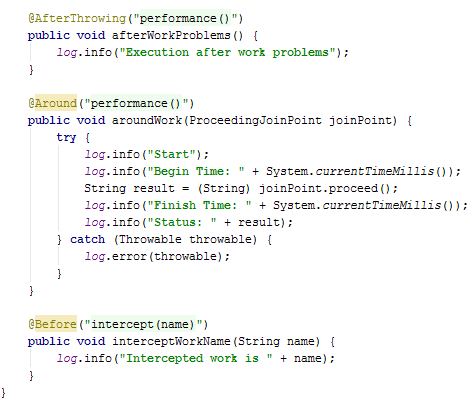 @AfterThrowing("performance()")
public void afterWorkProblems() {
    log.info("Execution after work problems");
}
@Around("performance()")
public void aroundWork(ProceedingJoinPoint joinPoint) {
    try {
        log.info("Start");
        log.info("Begin Time: " + System.currentTimeMillis());
        String result = (String) joinPoint.proceed();
        log.info("Finish Time: " + System.currentTimeMillis());
        log.info("Status: " + result);
    } catch (Throwable throwable) {
        log.error(throwable);
    }
}
@Before("intercept(name)")
public void interceptWorkName(String name) {
    log.info("Intercepted work is " + name);
}
}